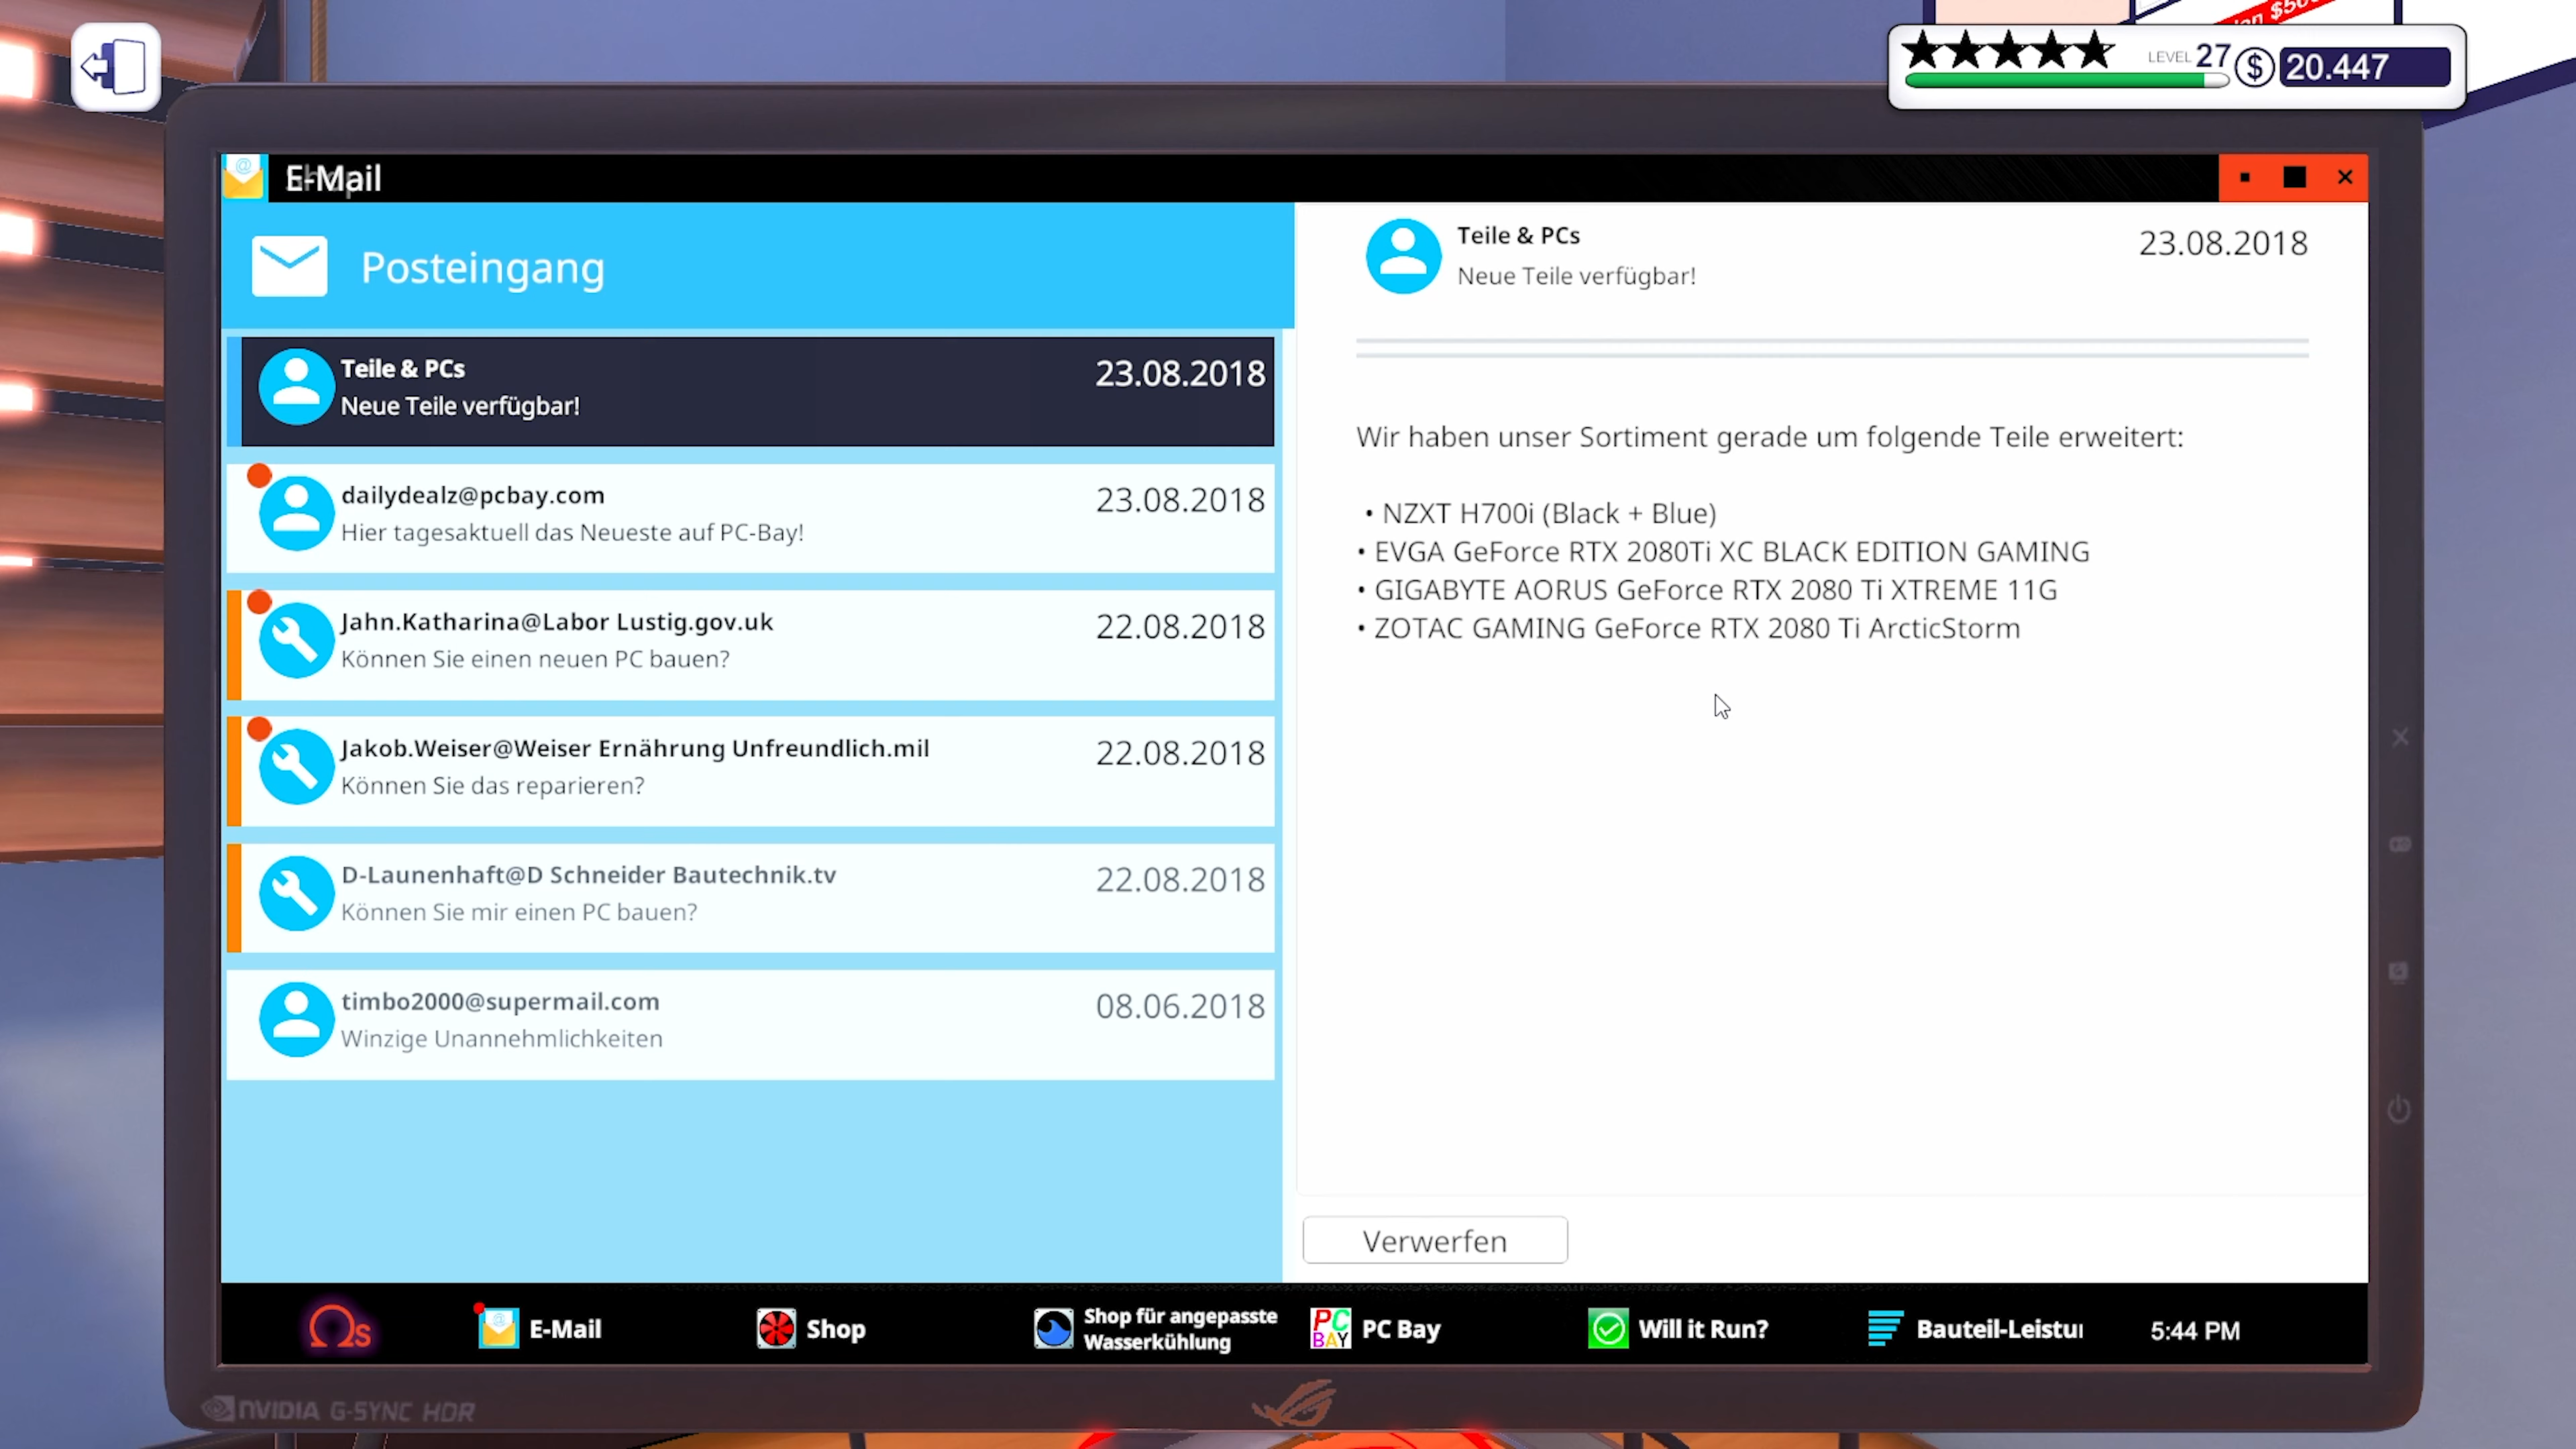 LEVEL 27 $ 20.447
E-Mail
Posteingang
Teile & PCs 23.08.2018
Neue Teile verfügbar!
dailydealz@pcbay.com 23.08.2018
Hier tagesaktuell das Neueste auf PC-Bay!
Jahn.Katharina@Labor Lustig.gov.uk 22.08.2018
Können Sie einen neuen PC bauen?
Jakob.Weiser@Weiser Ernährung Unfreundlich.mil 22.08.2018
Können Sie das reparieren?
D-Launenhaft@D Schneider Bautechnik.tv 22.08.2018
Können Sie mir einen PC bauen?
timbo2000@supermail.com 08.06.2018
Winzige Unannehmlichkeiten
Teile & PCs 23.08.2018
Neue Teile verfügbar!
Wir haben unser Sortiment gerade um folgende Teile erweitert:
• NZXT H700i (Black + Blue)
• EVGA GeForce RTX 2080Ti XC BLACK EDITION GAMING
• GIGABYTE AORUS GeForce RTX 2080 Ti XTREME 11G
• ZOTAC GAMING GeForce RTX 2080 Ti ArcticStorm
Verwerfen
Ωs
E-Mail
Shop
Shop für angepasste
Wasserkühlung
PC BAY
PC Bay
Will it Run?
Bauteil-Leistu
5:44 PM
NVIDIA G-SYNC HDR